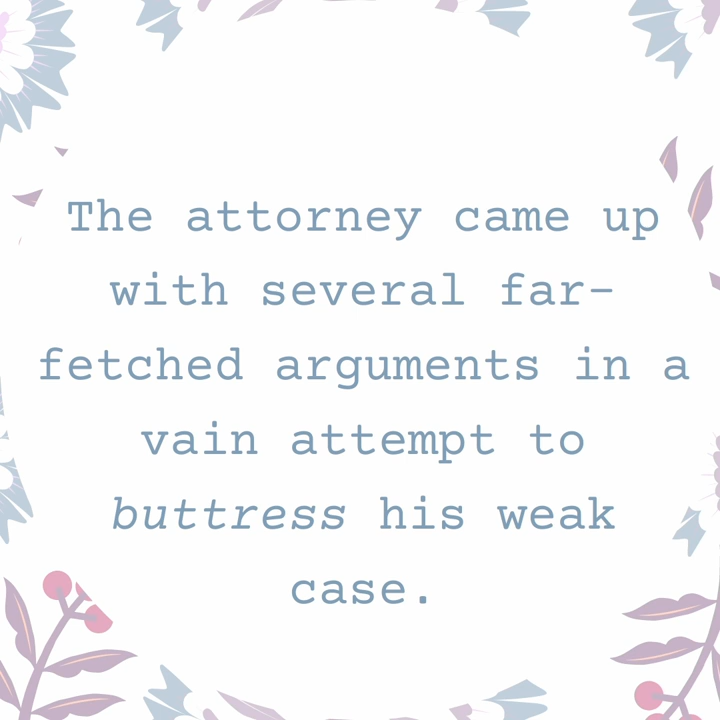 The attorney came up
with several far-
fetched arguments in a
vain attempt to
buttress his weak
case.